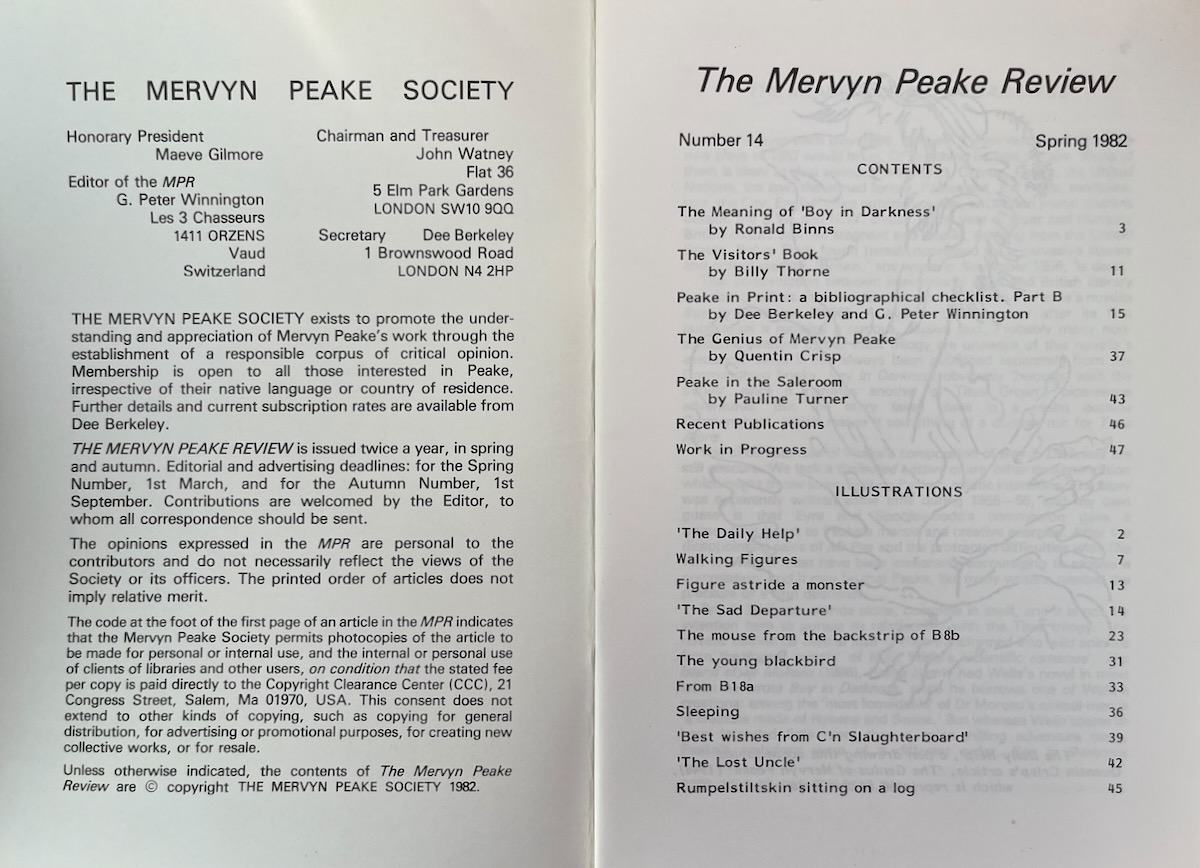 THE MERVYN PEAKE SOCIETY
Honorary President
Maeve Gilmore
Editor of the MPR
G. Peter Winnington
Les 3 Chasseurs
1411 ORZENS
Vaud
Switzerland
Chairman and Treasurer
John Watney
Flat 36
5 Elm Park Gardens
LONDON SW10 9QQ
Secretary Dee Berkeley
1 Brownswood Road
LONDON N4 2HP
THE MERVYN PEAKE SOCIETY exists to promote the under-
standing and appreciation of Mervyn Peake's work through the
establishment of a responsible corpus of critical opinion.
Membership is open to all those interested in Peake,
irrespective of their native language or country of residence.
Further details and current subscription rates are available from
Dee Berkeley.
THE MERVYN PEAKE REVIEW is issued twice a year, in spring
and autumn. Editorial and advertising deadlines: for the Spring
Number, 1st March, and for the Autumn Number, 1st
September. Contributions are welcomed by the Editor, to
whom all correspondence should be sent.
The opinions expressed in the MPR are personal to the
contributors and do not necessarily reflect the views of the
Society or its officers. The printed order of articles does not
imply relative merit.
The code at the foot of the first page of an article in the MPR indicates
that the Mervyn Peake Society permits photocopies of the article to
be made for personal or internal use, and the internal or personal use
of clients of libraries and other users, on condition that the stated fee
per copy is paid directly to the Copyright Clearance Center (CCC), 21
Congress Street, Salem, Ma 01970, USA. This consent does not
extend to other kinds of copying, such as copying for general
distribution, for advertising or promotional purposes, for creating new
collective works, or for resale.
Unless otherwise indicated, the contents of The Mervyn Peake
Review are © copyright THE MERVYN PEAKE SOCIETY 1982.
The Mervyn Peake Review
Number 14 Spring 1982
CONTENTS
The Meaning of 'Boy in Darkness'
by Ronald Binns 3
The Visitors' Book
by Billy Thorne 11
Peake in Print: a bibliographical checklist. Part B
by Dee Berkeley and G. Peter Winnington 15
The Genius of Mervyn Peake
by Quentin Crisp 37
Peake in the Saleroom
by Pauline Turner 43
Recent Publications 46
Work in Progress 47
ILLUSTRATIONS
'The Daily Help' 2
Walking Figures 7
Figure astride a monster 13
'The Sad Departure' 14
The mouse from the backstrip of B8b 23
The young blackbird 31
From B18a 33
Sleeping 36
'Best wishes from C'n Slaughterboard' 39
'The Lost Uncle' 42
Rumpelstiltskin sitting on a log 45